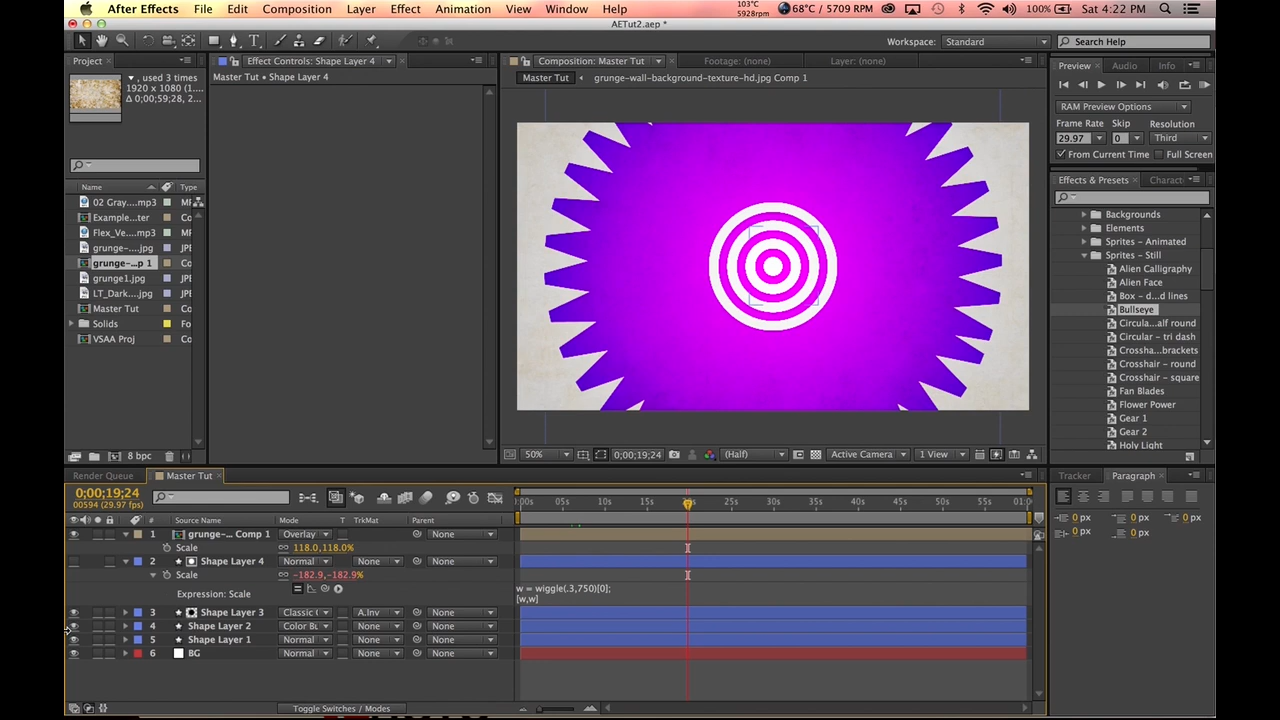 After Effects File Edit Composition Layer Effect Animation View Window Help 103°C 5928rpm 68°C / 5709 RPM 100% Sat 4:22 PM
AETut2.aep *
Workspace: Standard Search Help
Project Effect Controls: Shape Layer 4 Composition: Master Tut Footage: (none) Layer: (none) Preview Audio Info
Master Tut • Shape Layer 4 Master Tut grunge-wall-background-texture-hd.jpg Comp 1
, used 3 times
1920 x 1080 (1....
Δ 0;00;59;28, 2...
RAM Preview Options
Frame Rate Skip Resolution
29.97 0 Third
From Current Time Full Screen
Effects & Presets Charact
Name Type
02 Gray....mp3 MP
Example...ter Co
Flex_Ve....mp3 MP
grunge-....jpg JPE
grunge-...p 1 Co
grunge1.jpg JPE
LT_Dark....jpg JPE
Master Tut Co
Solids Fo
VSAA Proj Co
Backgrounds
Elements
Sprites - Animated
Sprites - Still
Alien Calligraphy
Alien Face
Box - d...d lines
Bullseye
Circula...alf round
Circular - tri dash
Crossha...brackets
Crosshair - round
Crosshair - square
Fan Blades
Flower Power
Gear 1
Gear 2
Holy Light
8 bpc 50% 0;00;19;24 (Half) Active Camera 1 View
Render Queue Master Tut Tracker Paragraph
0;00;19;24
00594 (29.97 fps)
:00s 05s 10s 15s 20s 25s 30s 35s 40s 45s 50s 55s 01:0
# Source Name Mode T TrkMat Parent
1 grunge-... Comp 1 Overlay None
Scale 118.0,118.0%
2 Shape Layer 4 Normal None None
Scale -182.9,-182.9%
Expression: Scale
w = wiggle(.3,750)[0];
[w,w]
3 Shape Layer 3 Classic ( A.Inv None
4 Shape Layer 2 Color Bu None None
5 Shape Layer 1 Normal None None
6 BG Normal None None
0 px 0 px 0 px
0 px 0 px
Toggle Switches / Modes